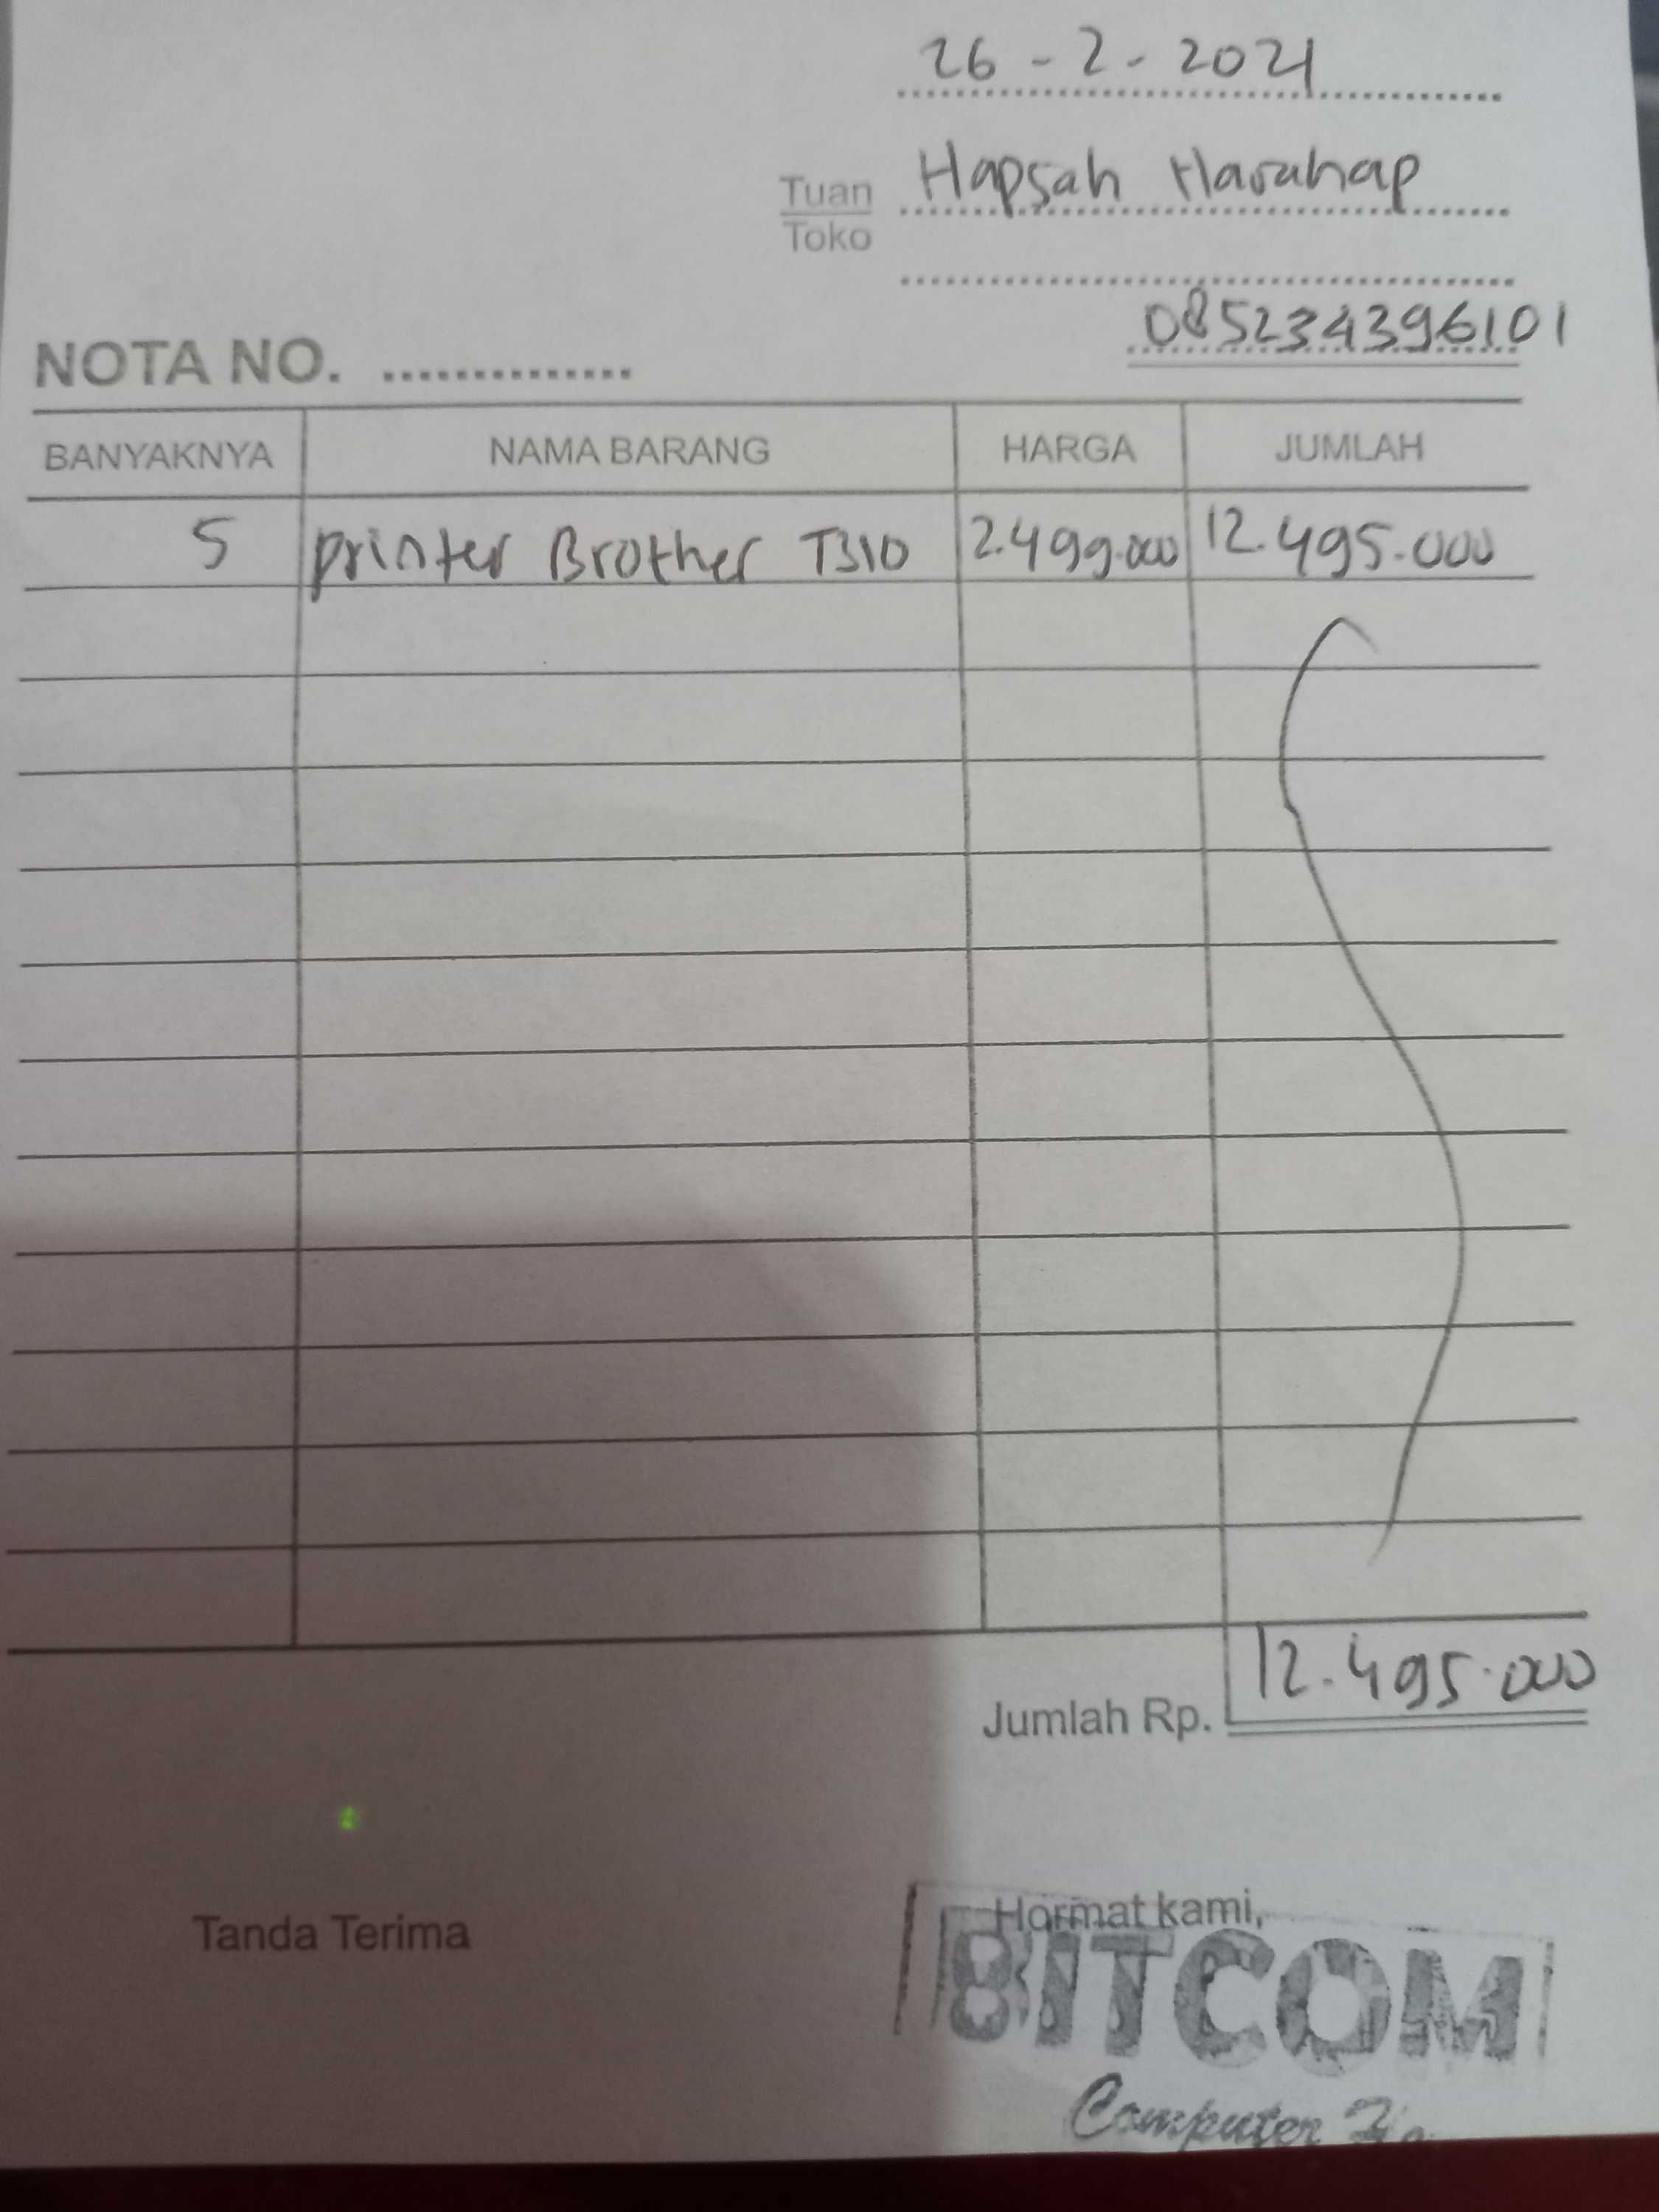 26 - 2 - 2021
Tuan Hapsah Harahap
Toko
085234396101
NOTA NO. ..............
BANYAKNYA NAMA BARANG HARGA JUMLAH
5 printer Brother T310 2.499.000 12.495.000
Jumlah Rp. 12.495.000
Tanda Terima Hormat kami,
BITCOM
Computer